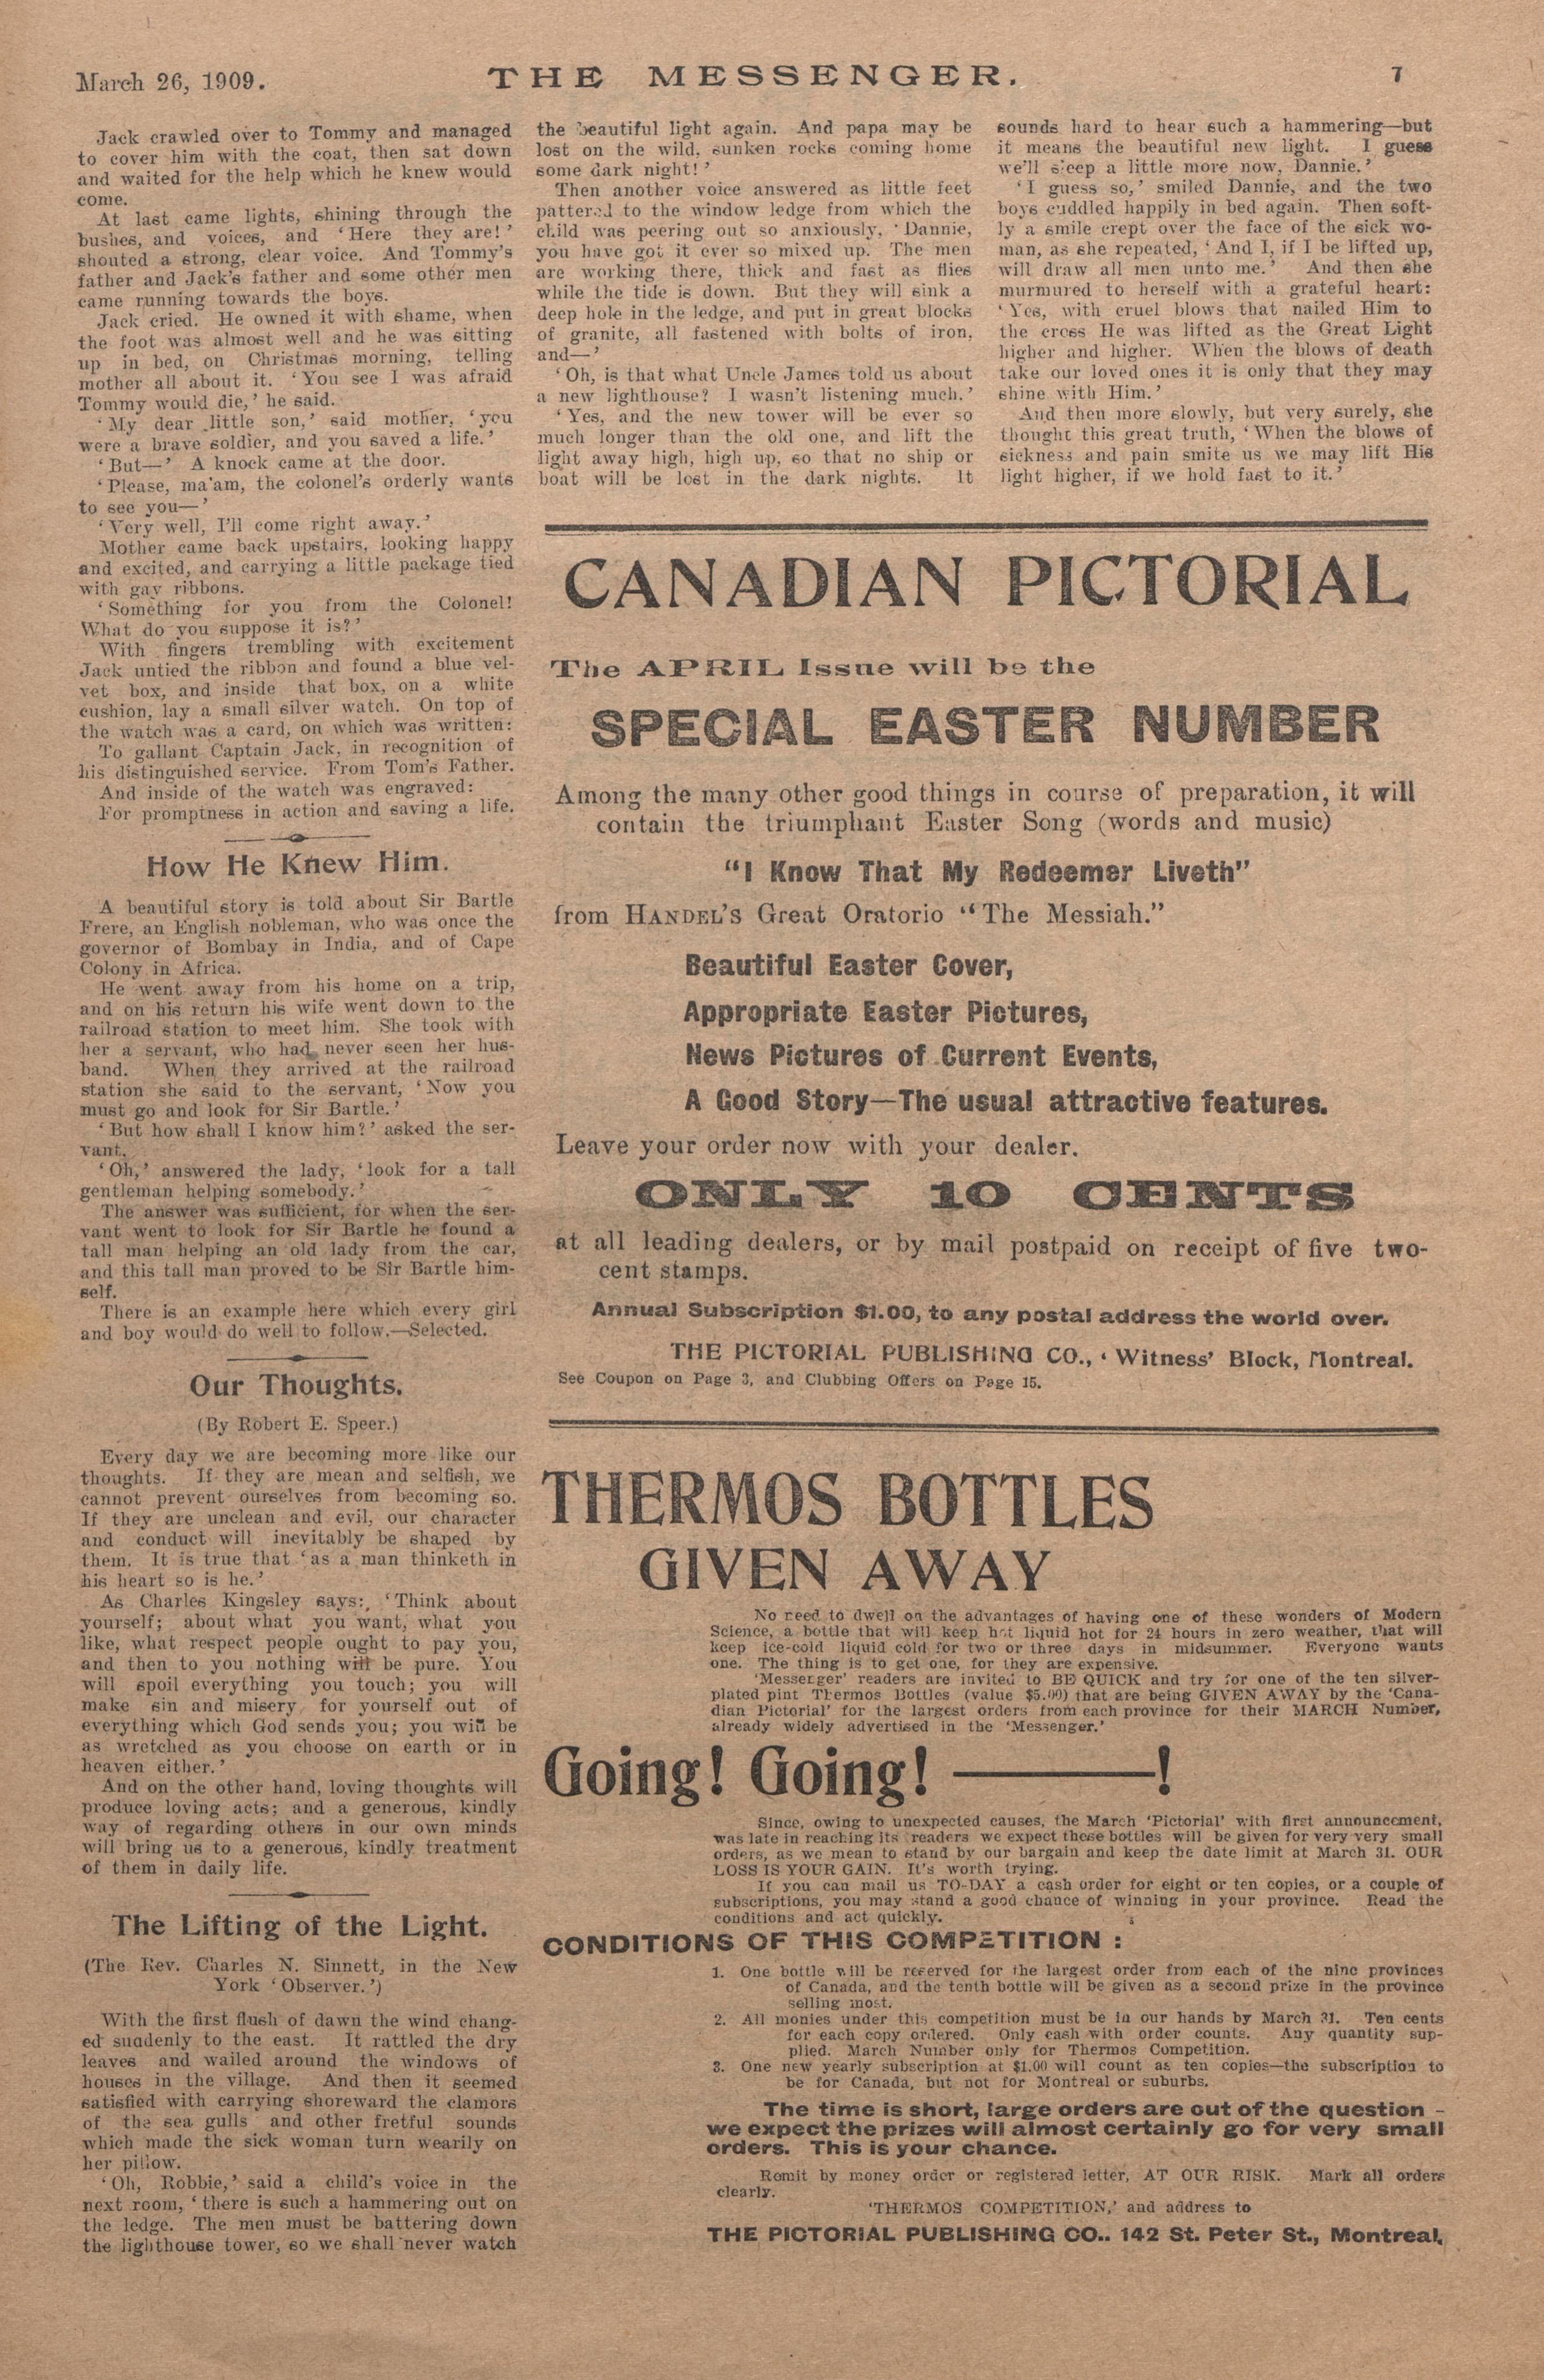 March 26, 1909.
THE MESSENGER.
7
Jack crawled over to Tommy and managed
to cover him with the coat, then sat down
and waited for the help which he knew would
come.
At last came lights, shining through the
bushes, and voices, and 'Here they are!'
shouted a strong, clear voice. And Tommy's
father and Jack's father and some other men
came running towards the boys.
Jack cried. He owned it with shame, when
the foot was almost well and he was sitting
up in bed, on Christmas morning, telling
mother all about it. 'You see I was afraid
Tommy would die,' he said.
'My dear little son,' said mother, 'you
were a brave soldier, and you saved a life.'
'But—' A knock came at the door.
'Please, ma'am, the colonel's orderly wants
to see you—'
'Very well, I'll come right away.'
Mother came back upstairs, looking happy
and excited, and carrying a little package tied
with gay ribbons.
'Something for you from the Colonel!
What do you suppose it is?'
With fingers trembling with excitement
Jack untied the ribbon and found a blue vel-
vet box, and inside that box, on a white
cushion, lay a small silver watch. On top of
the watch was a card, on which was written:
To gallant Captain Jack, in recognition of
his distinguished service. From Tom's Father.
And inside of the watch was engraved:
For promptness in action and saving a life.
How He Knew Him.
A beautiful story is told about Sir Bartle
Frere, an English nobleman, who was once the
governor of Bombay in India, and of Cape
Colony in Africa.
He went away from his home on a trip,
and on his return his wife went down to the
railroad station to meet him. She took with
her a servant, who had never seen her hus-
band. When they arrived at the railroad
station she said to the servant, 'Now you
must go and look for Sir Bartle.'
'But how shall I know him?' asked the ser-
vant.
'Oh,' answered the lady, 'look for a tall
gentleman helping somebody.'
The answer was sufficient, for when the ser-
vant went to look for Sir Bartle he found a
tall man helping an old lady from the car,
and this tall man proved to be Sir Bartle him-
self.
There is an example here which every girl
and boy would do well to follow.—Selected.
Our Thoughts.
(By Robert E. Speer.)
Every day we are becoming more like our
thoughts. If they are mean and selfish, we
cannot prevent ourselves from becoming so.
If they are unclean and evil, our character
and conduct will inevitably be shaped by
them. It is true that 'as a man thinketh in
his heart so is he.'
As Charles Kingsley says: 'Think about
yourself; about what you want, what you
like, what respect people ought to pay you,
and then to you nothing will be pure. You
will spoil everything you touch; you will
make sin and misery for yourself out of
everything which God sends you; you will be
as wretched as you choose on earth or in
heaven either.'
And on the other hand, loving thoughts will
produce loving acts; and a generous, kindly
way of regarding others in our own minds
will bring us to a generous, kindly treatment
of them in daily life.
The Lifting of the Light.
(The Rev. Charles N. Sinnett, in the New
York 'Observer.')
With the first flush of dawn the wind chang-
ed suddenly to the east. It rattled the dry
leaves and wailed around the windows of
houses in the village. And then it seemed
satisfied with carrying shoreward the clamors
of the sea gulls and other fretful sounds
which made the sick woman turn wearily on
her pillow.
'Oh, Robbie,' said a child's voice in the
next room, 'there is such a hammering out on
the ledge. The men must be battering down
the lighthouse tower, so we shall never watch
the beautiful light again. And papa may be
lost on the wild, sunken rocks coming home
some dark night!'
Then another voice answered as little feet
pattered to the window ledge from which the
child was peering out so anxiously, 'Dannie,
you have got it ever so mixed up. The men
are working there, thick and fast as flies
while the tide is down. But they will sink a
deep hole in the ledge, and put in great blocks
of granite, all fastened with bolts of iron,
and—'
'Oh, is that what Uncle James told us about
a new lighthouse? I wasn't listening much.'
'Yes, and the new tower will be ever so
much longer than the old one, and lift the
light away high, high up, so that no ship or
boat will be lost in the dark nights. It
sounds hard to hear such a hammering—but
it means the beautiful new light. I guess
we'll sleep a little more now, Dannie.'
'I guess so,' smiled Dannie, and the two
boys cuddled happily in bed again. Then soft-
ly a smile crept over the face of the sick wo-
man, as she repeated, 'And I, if I be lifted up,
will draw all men unto me.' And then she
murmured to herself with a grateful heart:
'Yes, with cruel blows that nailed Him to
the cross He was lifted as the Great Light
higher and higher. When the blows of death
take our loved ones it is only that they may
shine with Him.'
And then more slowly, but very surely, she
thought this great truth, 'When the blows of
sickness and pain smite us we may lift His
light higher, if we hold fast to it.'
CANADIAN PICTORIAL
The APRIL Issue will be the
SPECIAL EASTER NUMBER
Among the many other good things in course of preparation, it will
contain the triumphant Easter Song (words and music)
"I Know That My Redeemer Liveth"
from HANDEL'S Great Oratorio "The Messiah."
Beautiful Easter Cover,
Appropriate Easter Pictures,
News Pictures of Current Events,
A Good Story—The usual attractive features.
Leave your order now with your dealer.
ONLY 10 CENTS
at all leading dealers, or by mail postpaid on receipt of five two-
cent stamps.
Annual Subscription $1.00, to any postal address the world over.
THE PICTORIAL PUBLISHING CO., 'Witness' Block, Montreal.
See Coupon on Page 3, and Clubbing Offers on Page 15.
THERMOS BOTTLES
GIVEN AWAY
No need to dwell on the advantages of having one of these wonders of Modern
Science, a bottle that will keep hot liquid hot for 24 hours in zero weather, that will
keep ice-cold liquid cold for two or three days in midsummer. Everyone wants
one. The thing is to get one, for they are expensive.
'Messenger' readers are invited to BE QUICK and try for one of the ten silver-
plated pint Thermos Bottles (value $5.00) that are being GIVEN AWAY by the 'Cana-
dian Pictorial' for the largest orders from each province for their MARCH Number,
already widely advertised in the 'Messenger.'
Going! Going! ———!
Since, owing to unexpected causes, the March 'Pictorial' with first announcement,
was late in reaching its readers we expect these bottles will be given for very very small
orders, as we mean to stand by our bargain and keep the date limit at March 31. OUR
LOSS IS YOUR GAIN. It's worth trying.
If you can mail us TO-DAY a cash order for eight or ten copies, or a couple of
subscriptions, you may stand a good chance of winning in your province. Read the
conditions and act quickly.
CONDITIONS OF THIS COMPETITION :
1. One bottle will be reserved for the largest order from each of the nine provinces
of Canada, and the tenth bottle will be given as a second prize in the province
selling most.
2. All monies under this competition must be in our hands by March 31. Ten cents
for each copy ordered. Only cash with order counts. Any quantity sup-
plied. March Number only for Thermos Competition.
3. One new yearly subscription at $1.00 will count as ten copies—the subscription to
be for Canada, but not for Montreal or suburbs.
The time is short, large orders are out of the question -
we expect the prizes will almost certainly go for very small
orders. This is your chance.
Remit by money order or registered letter, AT OUR RISK. Mark all orders
clearly.
'THERMOS COMPETITION,' and address to
THE PICTORIAL PUBLISHING CO.. 142 St. Peter St., Montreal,